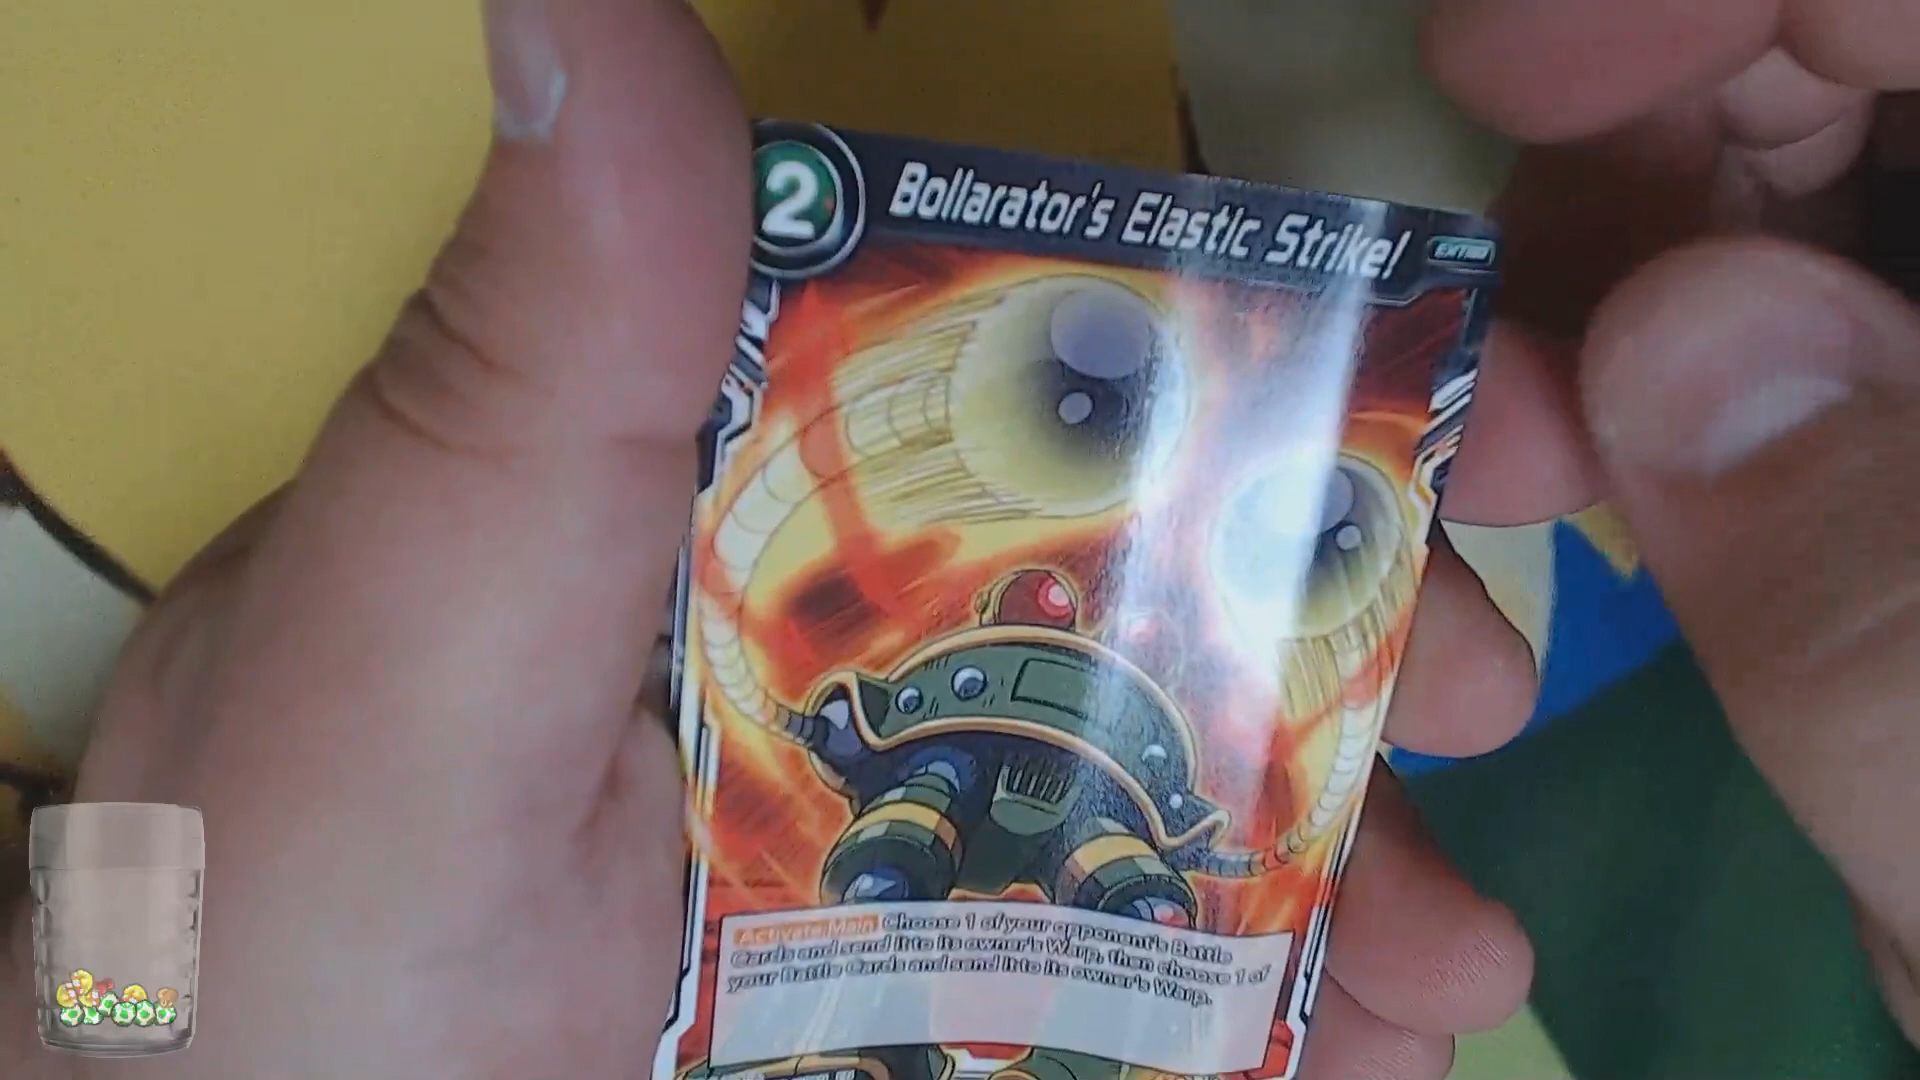 2
Bollarator's Elastic Strike!
EXTRA
Activate Main Choose 1 of your opponent's Battle
Cards and send it to its owner's Warp, then choose 1 of
your Battle Cards and send it to its owner's Warp.